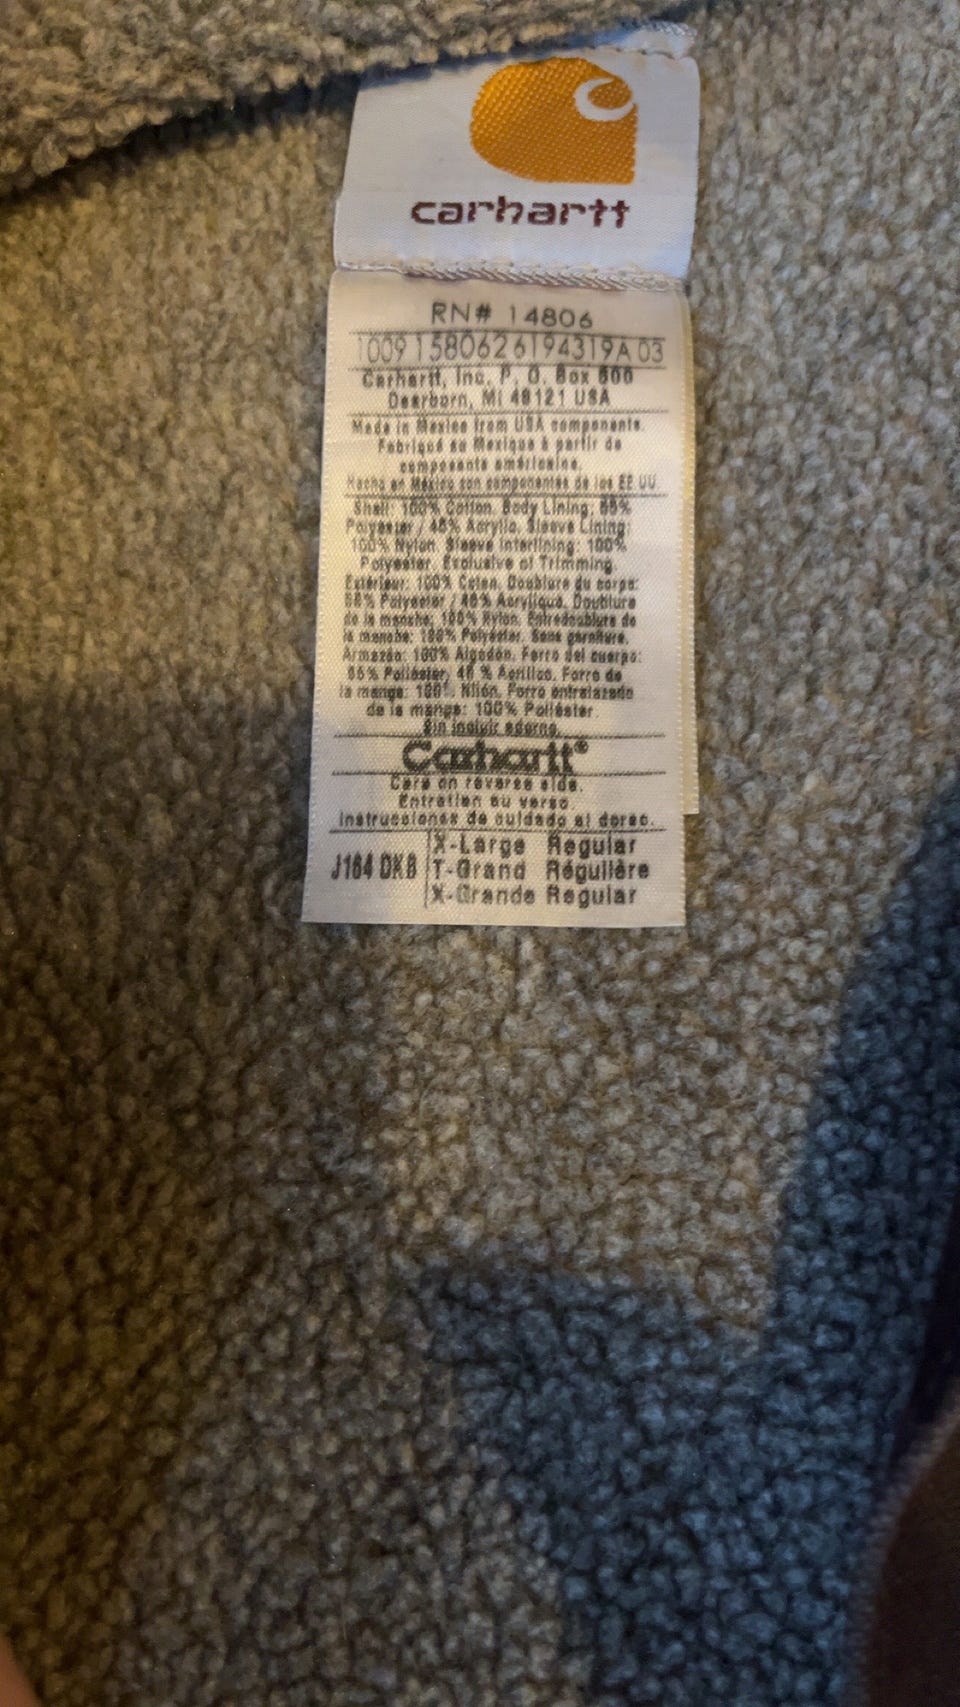 carhartt
RN# 14806
1009 1580626194319A 03
Carhartt, Inc. P. O. Box 600
Dearborn, MI 48121 USA
Made in Mexico from USA components.
Fabriqué au Mexique à partir de
composants américains.
Hecho en México con componentes de los EE.UU.
Shell: 100% Cotton. Body Lining:
Polyester / 45% Acrylic. Sleeve Lining:
100% Nylon. Sleeve Interlining: 100%
Polyester. Exclusive of Trimming.
Extérieur: 100% Coton. Doublure du corps:
Polyester / Acrylique. Doublure
de la manche: 100% Nylon. Entredoublure de
la manche: 100% Polyester. Sans garniture.
Armazón: 100% Algodón. Forro del cuerpo:
Poliéster, Acrílico. Forro de
la manga: 100% Nilón. Forro entrelazado
de la manga: 100% Poliéster.
Sin incluir adorno.
Carhartt®
Care on reverse side.
Entretien au verso.
Instrucciones de cuidado al dorso.
X-Large Regular
J184 DKB T-Grand Régulière
X-Grande Regular